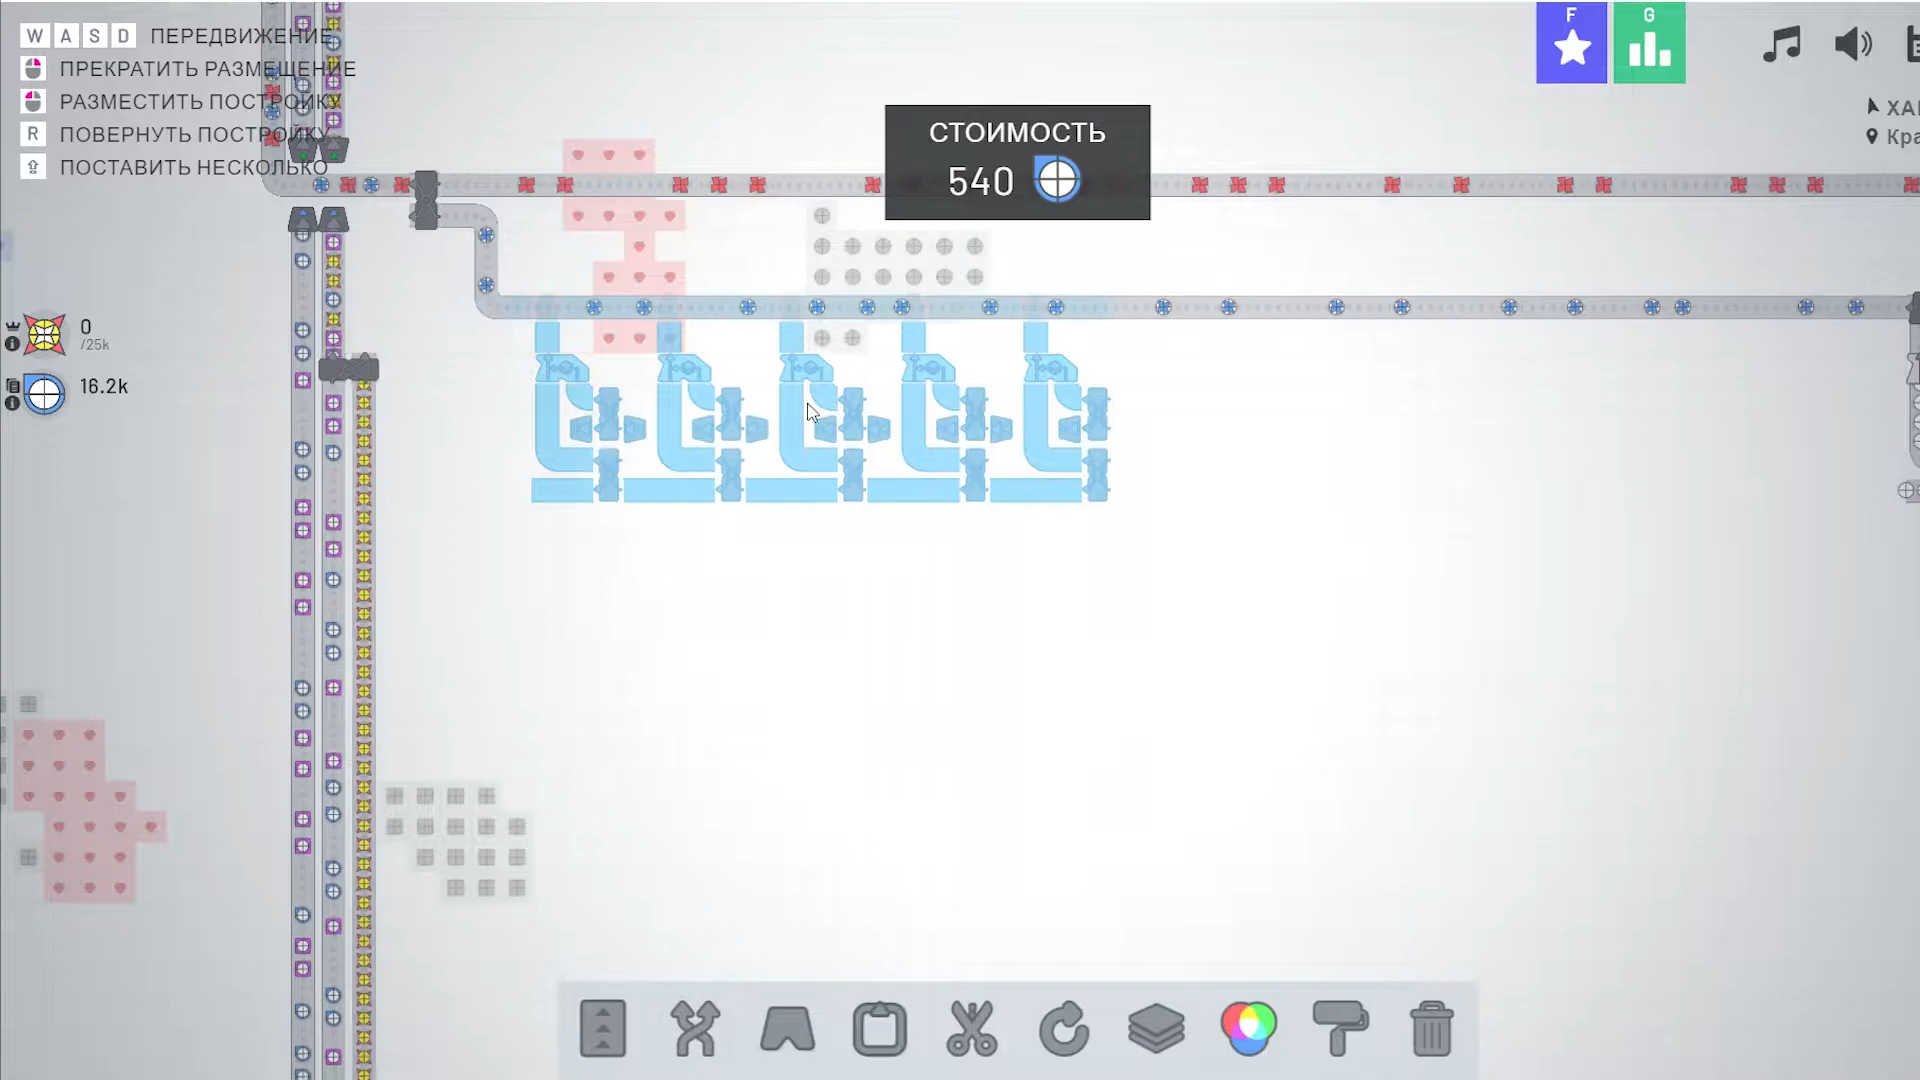 W A S D ПЕРЕДВИЖЕНИЕ
ПРЕКРАТИТЬ РАЗМЕЩЕНИЕ
РАЗМЕСТИТЬ ПОСТРОЙКУ
R ПОВЕРНУТЬ ПОСТРОЙКУ
⇧ ПОСТАВИТЬ НЕСКОЛЬКО
F
G
СТОИМОСТЬ
540
0
/25k
16.2k